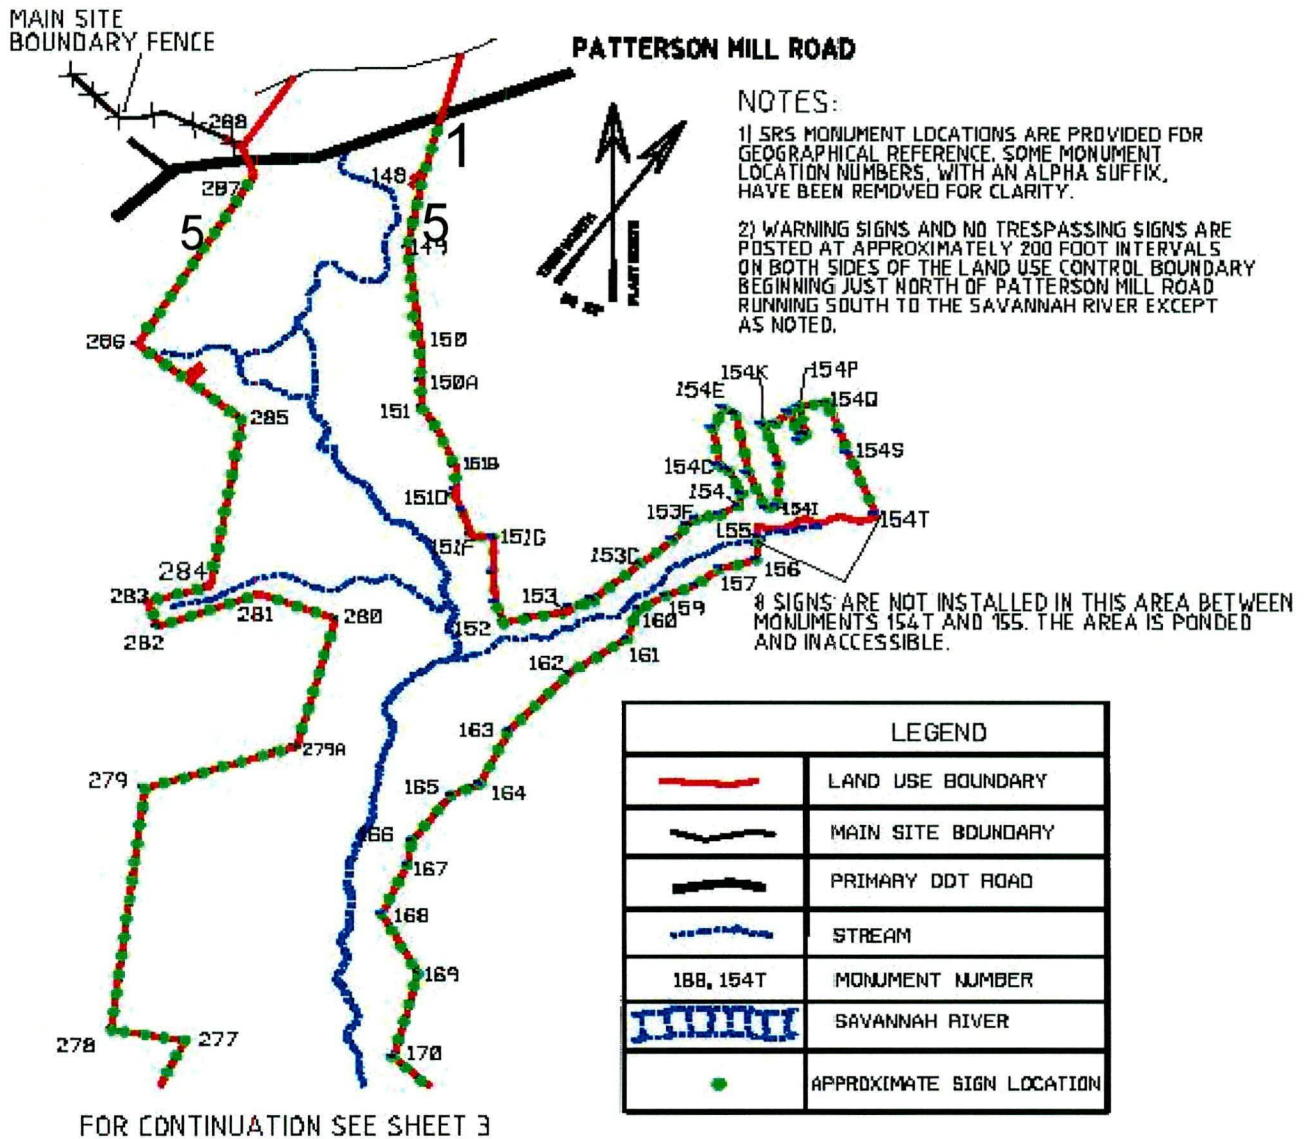 MAIN SITE
BOUNDARY FENCE
PATTERSON MILL ROAD
NOTES:
1) SRS MONUMENT LOCATIONS ARE PROVIDED FOR
GEOGRAPHICAL REFERENCE. SOME MONUMENT
LOCATION NUMBERS, WITH AN ALPHA SUFFIX,
HAVE BEEN REMOVED FOR CLARITY.
2) WARNING SIGNS AND NO TRESPASSING SIGNS ARE
POSTED AT APPROXIMATELY 200 FOOT INTERVALS
ON BOTH SIDES OF THE LAND USE CONTROL BOUNDARY
BEGINNING JUST NORTH OF PATTERSON MILL ROAD
RUNNING SOUTH TO THE SAVANNAH RIVER EXCEPT
AS NOTED.
PLANT NORTH
288
287
5
1
148
5
149
286
150
150A
151
285
151B
151D
151F
151G
154K
154P
154E
154Q
154S
154D
154
154I
153F
155
154T
153C
156
157
153
159
160
161
152
284
283
282
281
280
162
163
279A
279
165
164
166
167
168
169
170
278
277
8 SIGNS ARE NOT INSTALLED IN THIS AREA BETWEEN
MONUMENTS 154T AND 155. THE AREA IS PONDED
AND INACCESSIBLE.
LEGEND
LAND USE BOUNDARY
MAIN SITE BOUNDARY
PRIMARY DOT ROAD
STREAM
188, 154T MONUMENT NUMBER
SAVANNAH RIVER
APPROXIMATE SIGN LOCATION
FOR CONTINUATION SEE SHEET 3